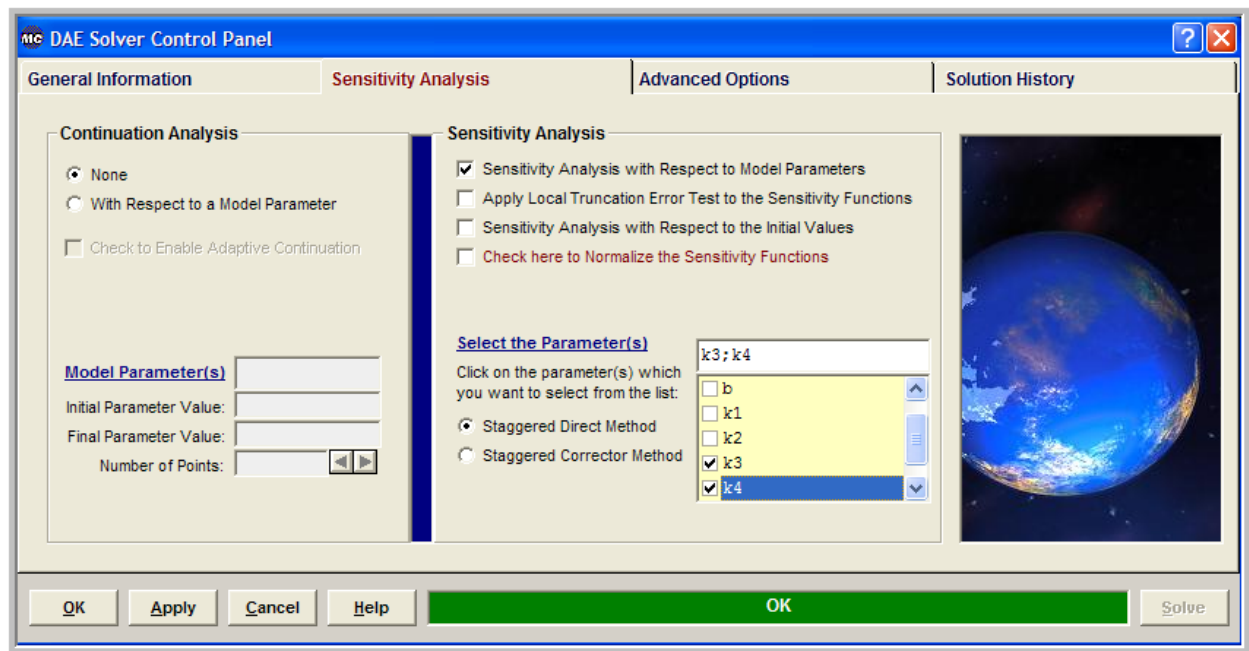 MC DAE Solver Control Panel
General Information
Sensitivity Analysis
Advanced Options
Solution History
Continuation Analysis
None
With Respect to a Model Parameter
Check to Enable Adaptive Continuation
Model Parameter(s)
Initial Parameter Value:
Final Parameter Value:
Number of Points:
Sensitivity Analysis
Sensitivity Analysis with Respect to Model Parameters
Apply Local Truncation Error Test to the Sensitivity Functions
Sensitivity Analysis with Respect to the Initial Values
Check here to Normalize the Sensitivity Functions
Select the Parameter(s)
Click on the parameter(s) which
you want to select from the list:
Staggered Direct Method
Staggered Corrector Method
k3;k4
b
k1
k2
k3
k4
OK
Apply
Cancel
Help
OK
Solve